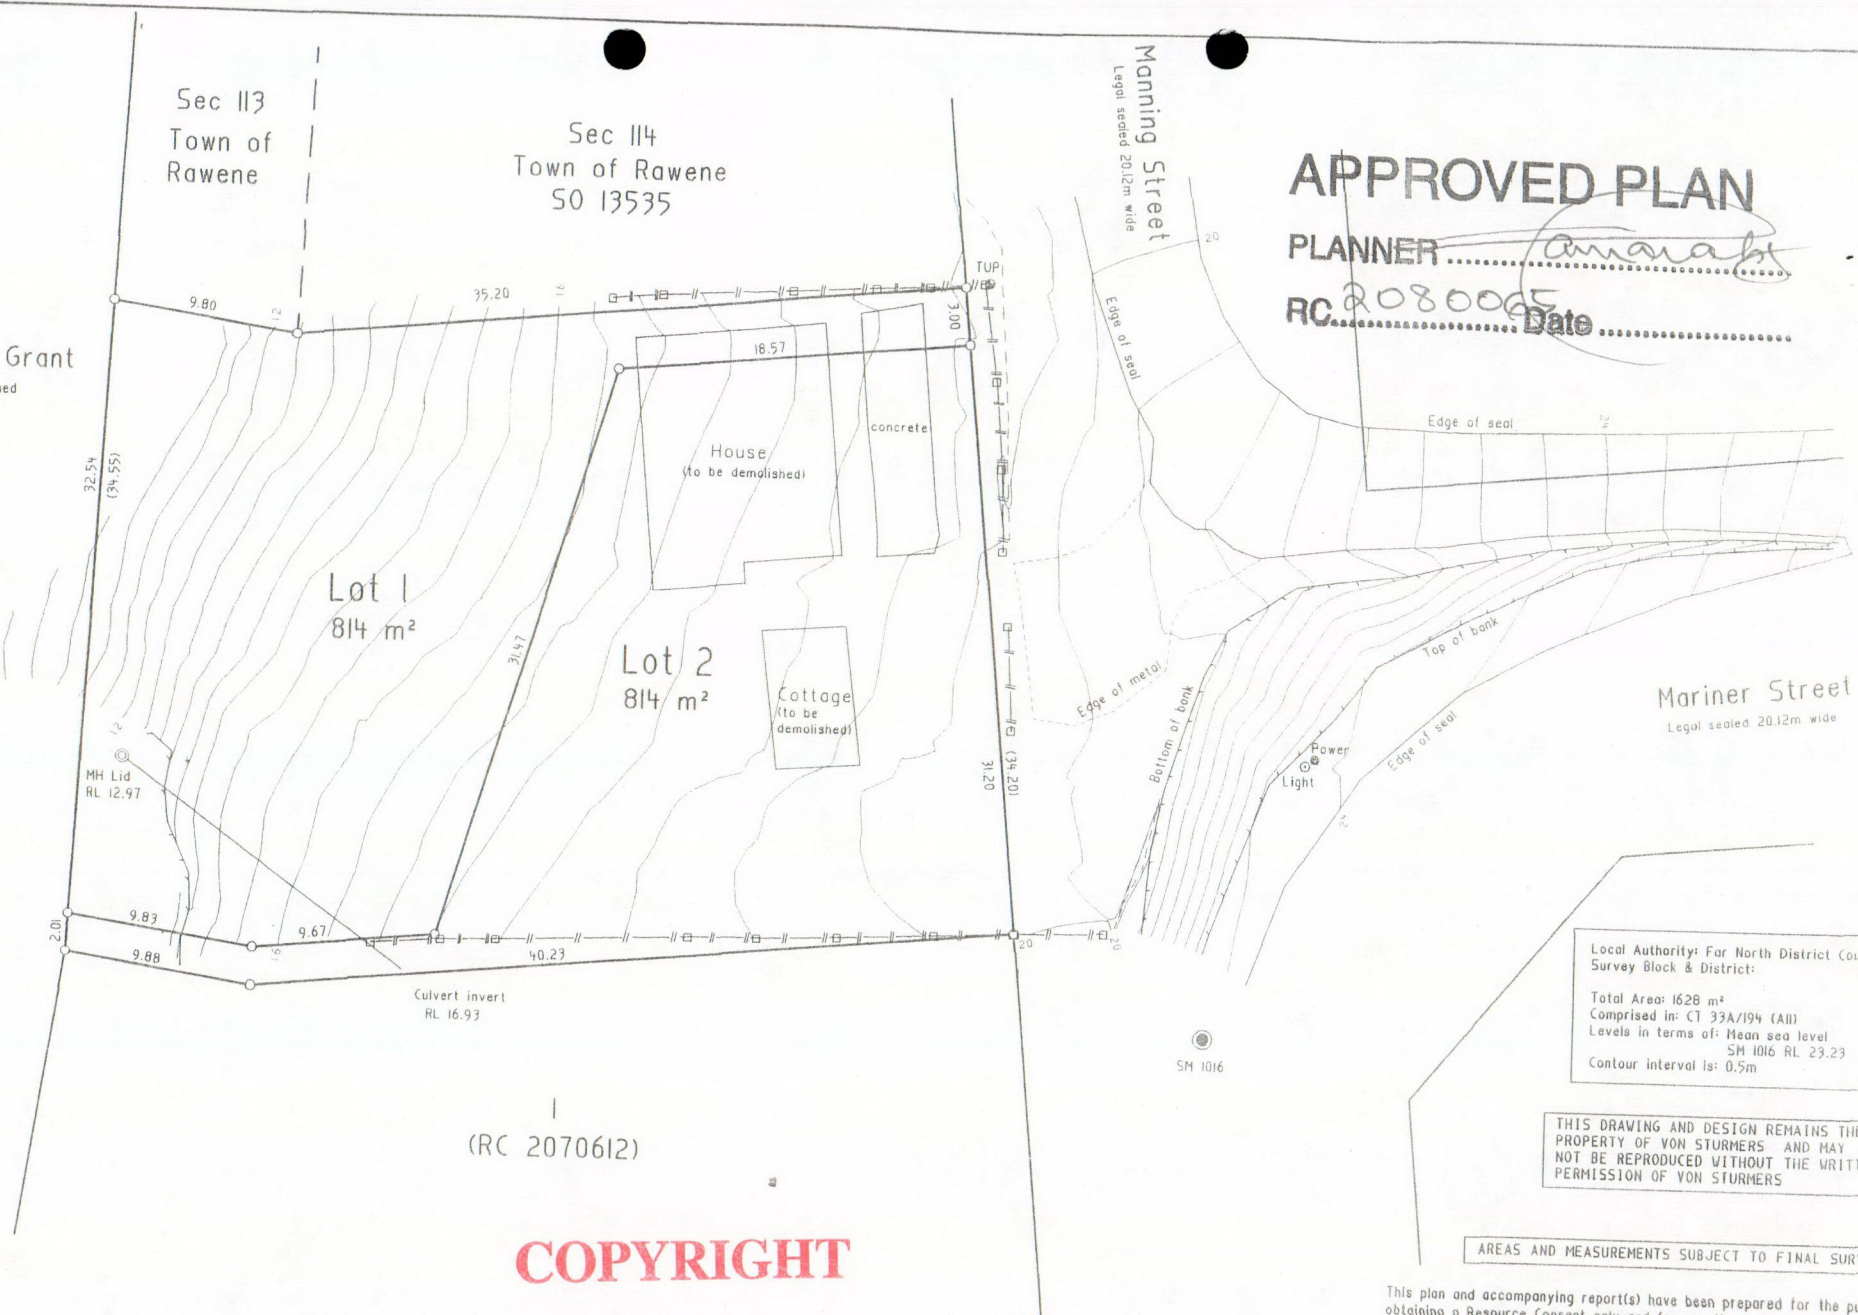 Sec 113
Town of
Rawene
Sec 114
Town of Rawene
SO 13535
Manning Street
Legal sealed 20.12m wide
APPROVED PLAN
PLANNER
RC. 2080065 Date
20
TUP
9.80
12
35.20
16
3.00
18.57
Edge of seal
Edge of seal
24
Grant
32.54
(34.55)
House
(to be demolished)
concrete
Lot 1
814 m²
31.47
Lot 2
814 m²
Cottage
(to be
demolished)
Edge of metal
Top of bank
Bottom of bank
Edge of seal
Mariner Street
Legal sealed 20.12m wide
Power
Light
24
12
MH Lid
RL 12.97
31.20
(34.20)
2.01
9.83
9.67
16
9.88
40.23
20
20
Culvert invert
RL 16.93
SM 1016
Local Authority: Far North District
Survey Block & District:
Total Area: 1628 m²
Comprised in: CT 33A/194 (All)
Levels in terms of: Mean sea level
SM 1016 RL 23.23
Contour interval is: 0.5m
(RC 2070612)
THIS DRAWING AND DESIGN REMAINS THE
PROPERTY OF VON STURMERS AND MAY
NOT BE REPRODUCED WITHOUT THE
PERMISSION OF VON STURMERS
COPYRIGHT
AREAS AND MEASUREMENTS SUBJECT TO FINAL
This plan and accompanying report(s) have been prepared for the